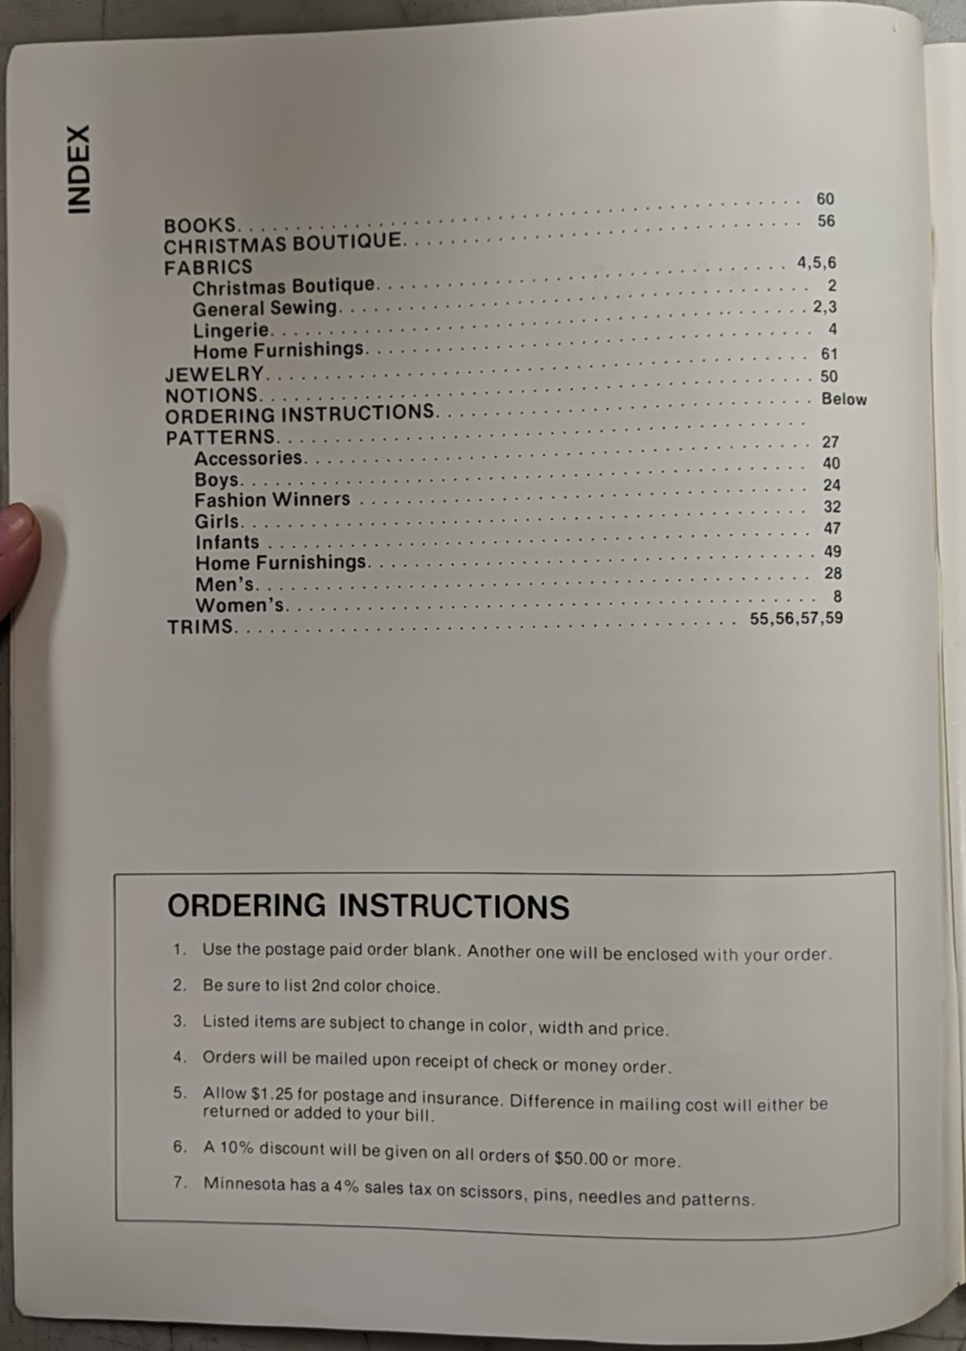 INDEX
BOOKS. . . . . . . . . . . . . . . . . . . . 60
CHRISTMAS BOUTIQUE. . . . . . . . . . . . . . . . . . . . 56
FABRICS
Christmas Boutique. . . . . . . . . . . . . . . . . . . . 4,5,6
General Sewing. . . . . . . . . . . . . . . . . . . . 2
Lingerie. . . . . . . . . . . . . . . . . . . . 2,3
Home Furnishings. . . . . . . . . . . . . . . . . . . . 4
JEWELRY. . . . . . . . . . . . . . . . . . . . 61
NOTIONS. . . . . . . . . . . . . . . . . . . . 50
ORDERING INSTRUCTIONS. . . . . . . . . . . . . . . . . . . . Below
PATTERNS. . . . . . . . . . . . . . . . . . . .
Accessories. . . . . . . . . . . . . . . . . . . . 27
Boys. . . . . . . . . . . . . . . . . . . . 40
Fashion Winners . . . . . . . . . . . . . . . . . . . . 24
Girls. . . . . . . . . . . . . . . . . . . . 32
Infants . . . . . . . . . . . . . . . . . . . . 47
Home Furnishings. . . . . . . . . . . . . . . . . . . . 49
Men's. . . . . . . . . . . . . . . . . . . . 28
Women's. . . . . . . . . . . . . . . . . . . . 8
TRIMS. . . . . . . . . . . . . . . . . . . . 55,56,57,59
ORDERING INSTRUCTIONS
1. Use the postage paid order blank. Another one will be enclosed with your order.
2. Be sure to list 2nd color choice.
3. Listed items are subject to change in color, width and price.
4. Orders will be mailed upon receipt of check or money order.
5. Allow $1.25 for postage and insurance. Difference in mailing cost will either be
returned or added to your bill.
6. A 10% discount will be given on all orders of $50.00 or more.
7. Minnesota has a 4% sales tax on scissors, pins, needles and patterns.